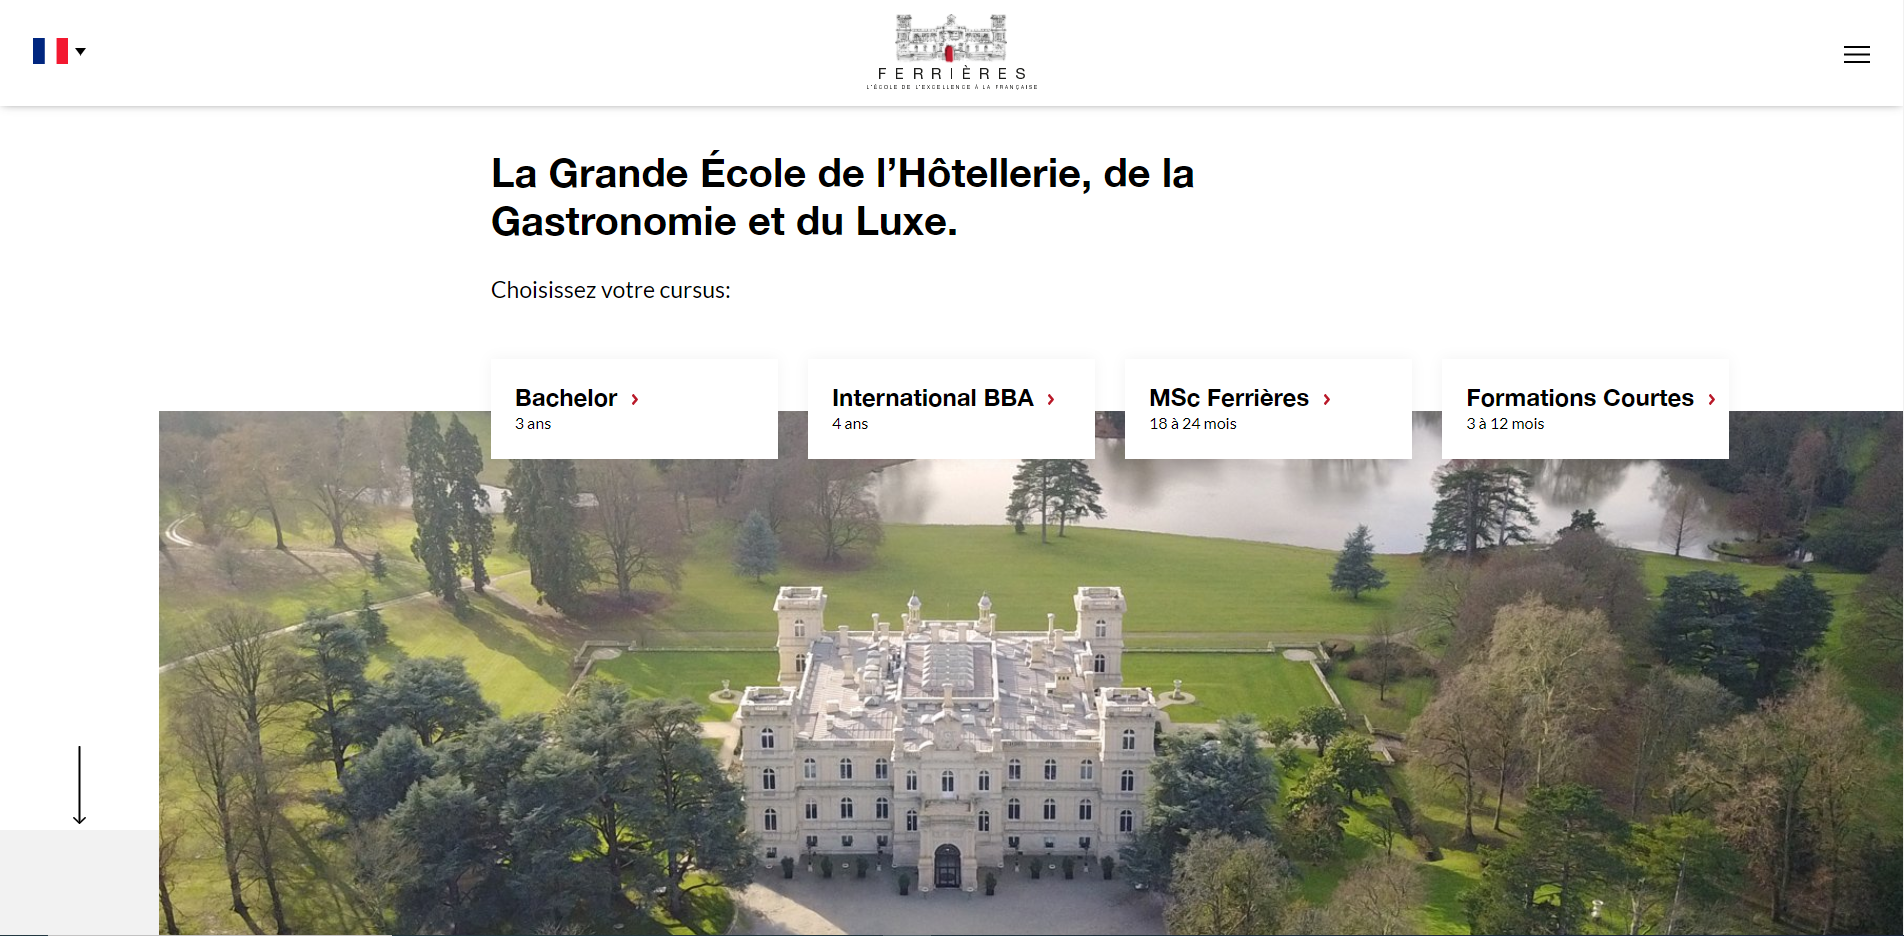 FERRIÈRES
L'ÉCOLE DE L'EXCELLENCE À LA FRANÇAISE
La Grande École de l’Hôtellerie, de la
Gastronomie et du Luxe.
Choisissez votre cursus:
Bachelor
3 ans
International BBA
4 ans
MSc Ferrières
18 à 24 mois
Formations Courtes
3 à 12 mois